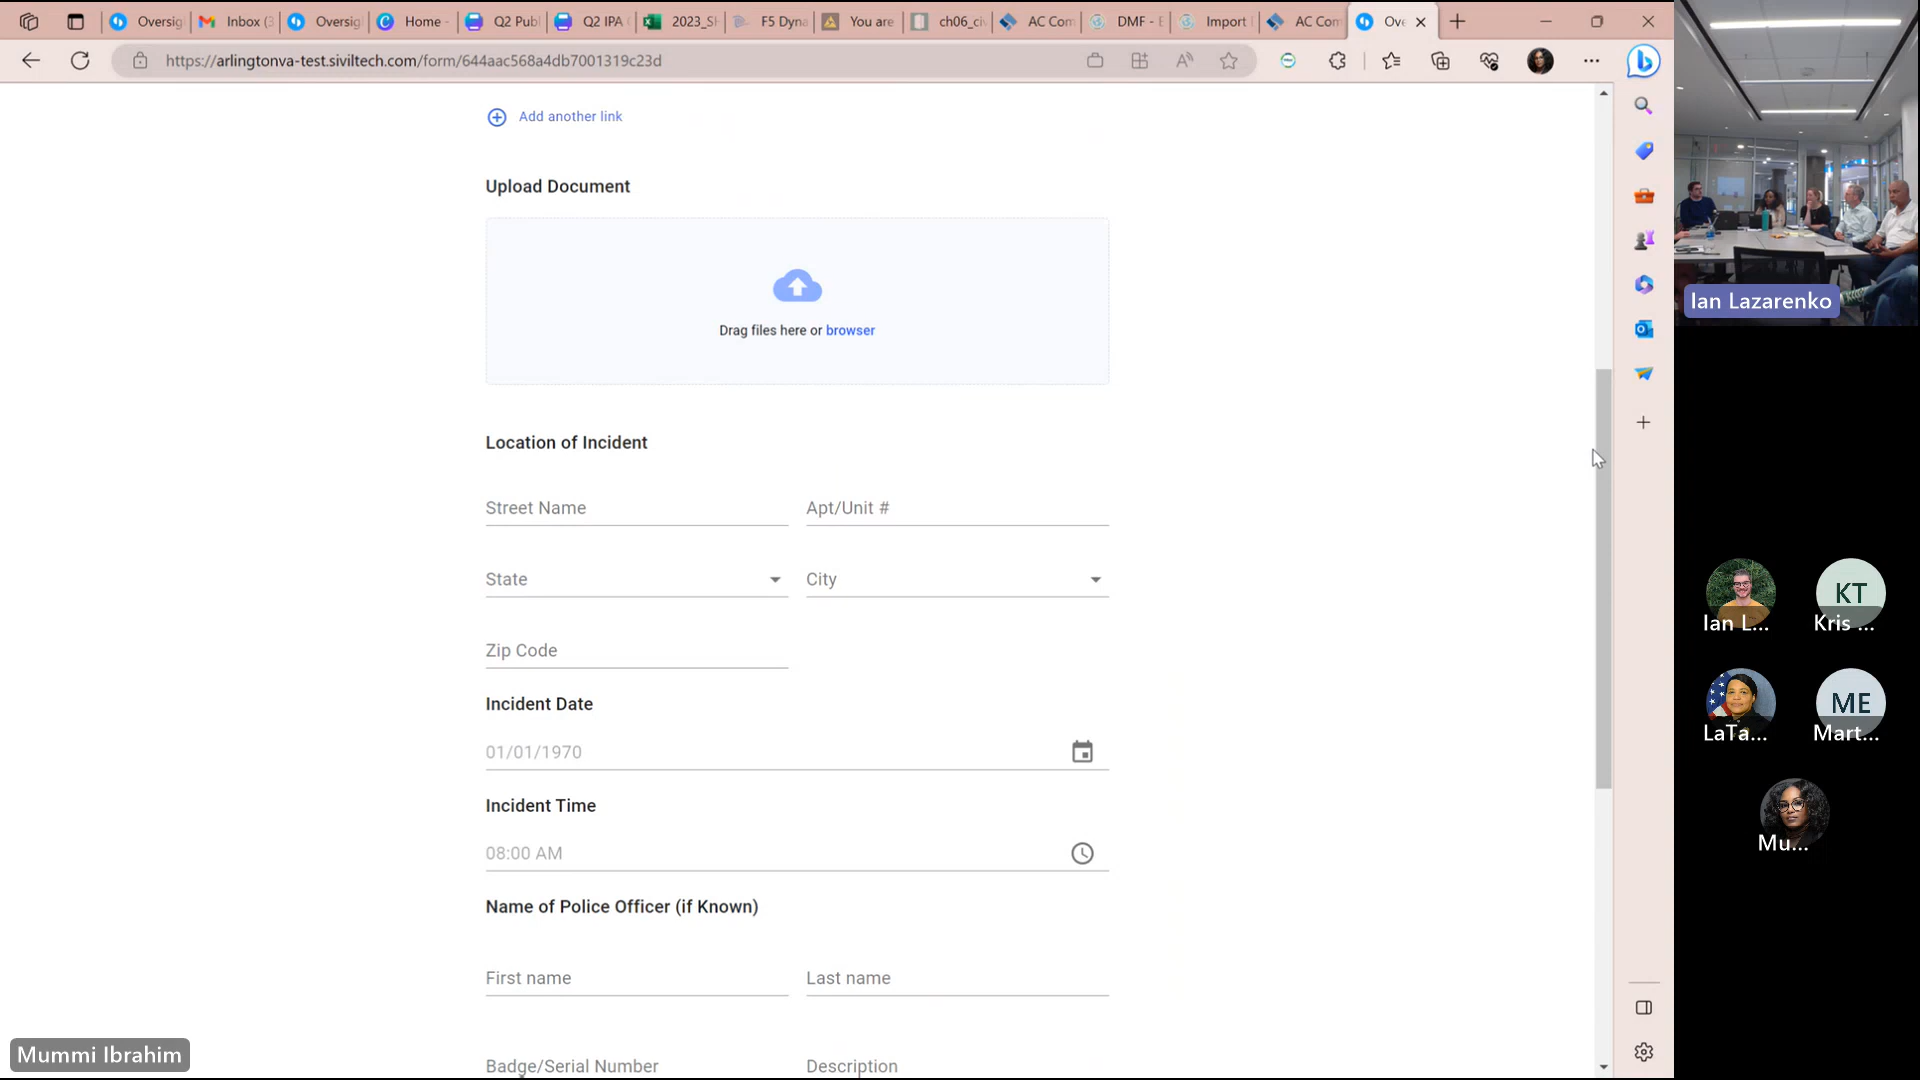 Oversig
Inbox (3
Oversig
Home -
Q2 Publ
Q2 IPA
2023_SH
F5 Dyna
You are
ch06_civ
AC Com
DMF - E
Import
AC Com
Ove
https://arlingtonva-test.siviltech.com/form/644aac568a4db7001319c23d
Add another link
Upload Document
Drag files here or browser
Location of Incident
Street Name
Apt/Unit #
State
City
Zip Code
Incident Date
01/01/1970
Incident Time
08:00 AM
Name of Police Officer (if Known)
First name
Last name
Badge/Serial Number
Description
Mummi Ibrahim
Ian Lazarenko
KT
Ian L...
Kris ...
ME
LaTa...
Mart...
Mu...